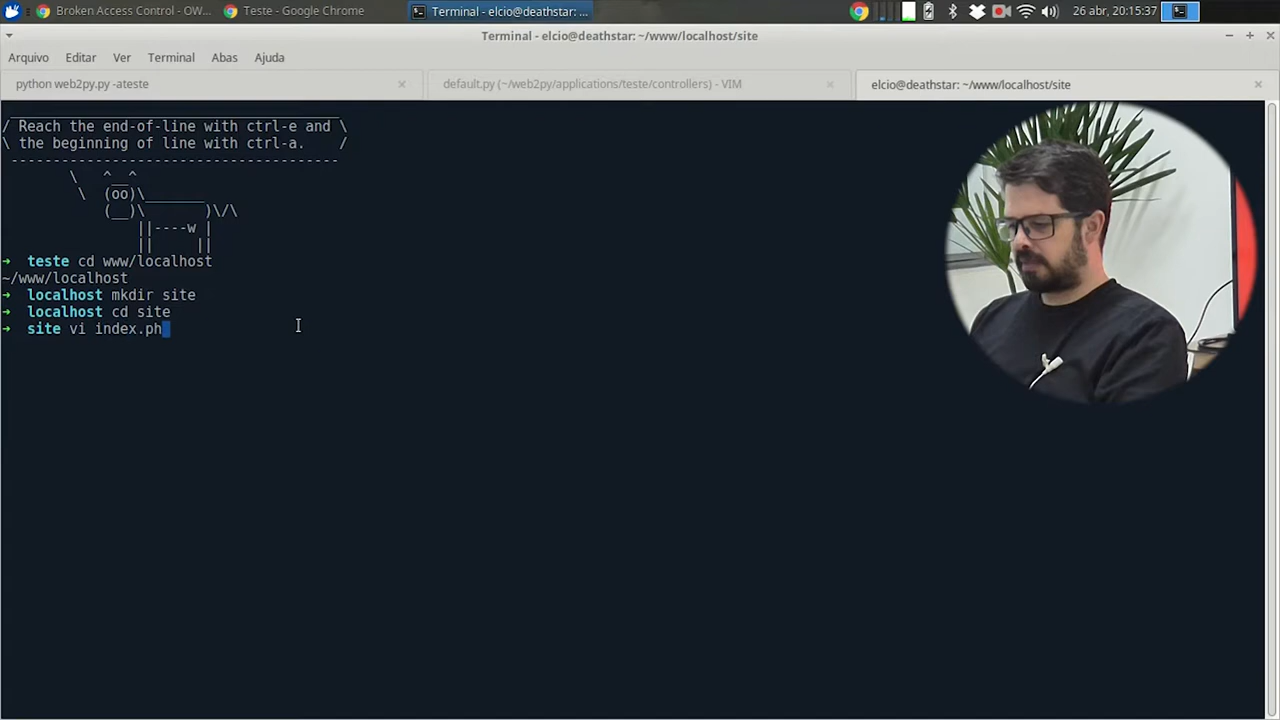 Broken Access Control - OW...
Teste - Google Chrome
Terminal - elcio@deathstar: ...
26 abr, 20:15:37
Terminal - elcio@deathstar: ~/www/localhost/site
Arquivo Editar Ver Terminal Abas Ajuda
python web2py.py -ateste
default.py (~/web2py/applications/teste/controllers) - VIM
elcio@deathstar: ~/www/localhost/site
/ Reach the end-of-line with ctrl-e and \
\ the beginning of line with ctrl-a. /
---------------------------------------
\ ^__^
\ (oo)\_______
(__)\ )\/\
||----w |
|| ||
➜ teste cd www/localhost
~/www/localhost
➜ localhost mkdir site
➜ localhost cd site
➜ site vi index.ph